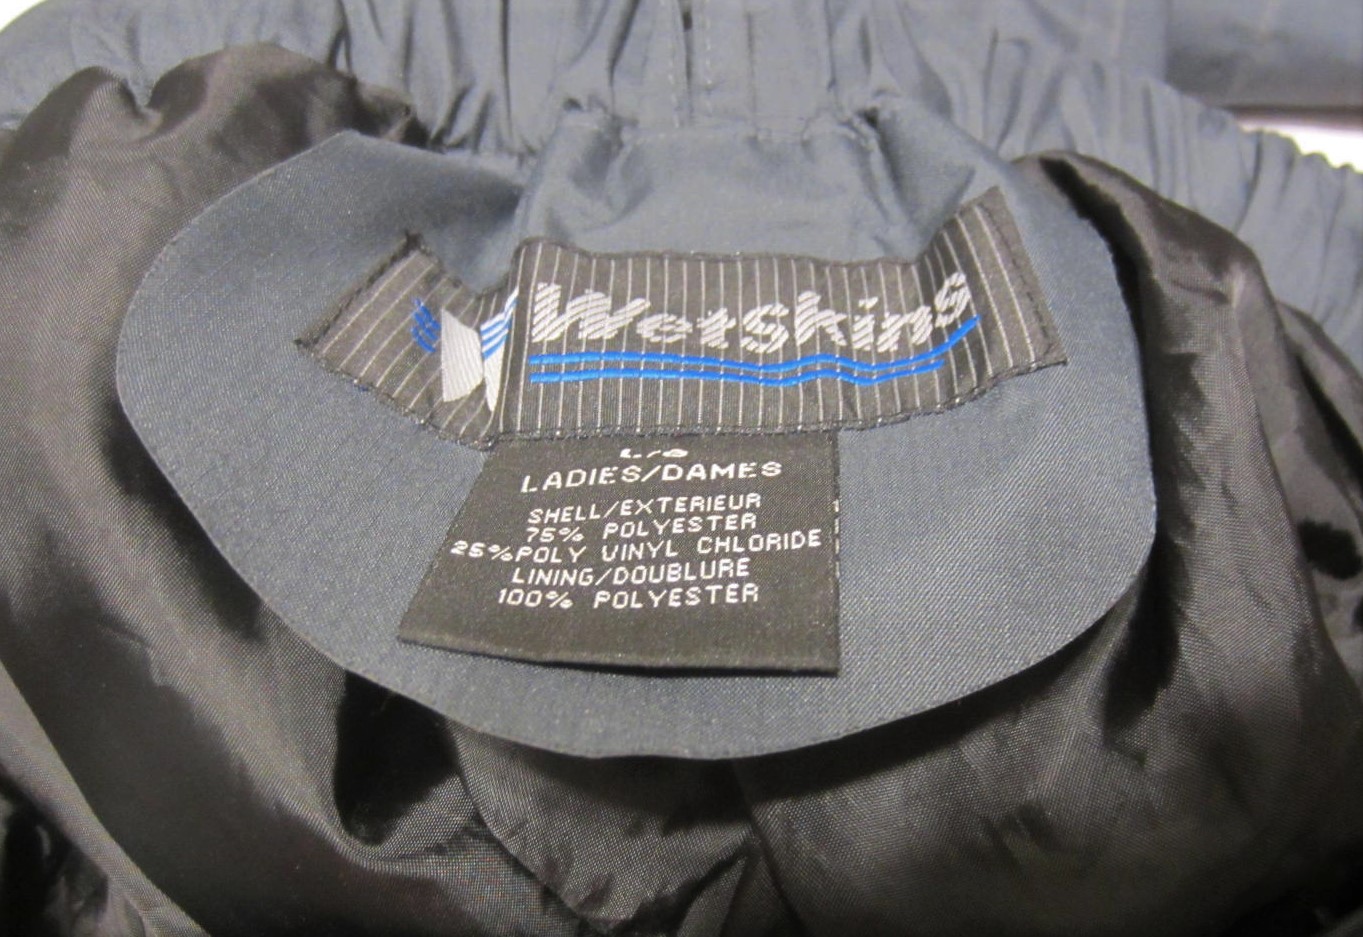 WetSkinS
LADIES/DAMES
SHELL/EXTERIEUR
75% POLYESTER
25%POLY VINYL CHLORIDE
LINING/DOUBLURE
100% POLYESTER